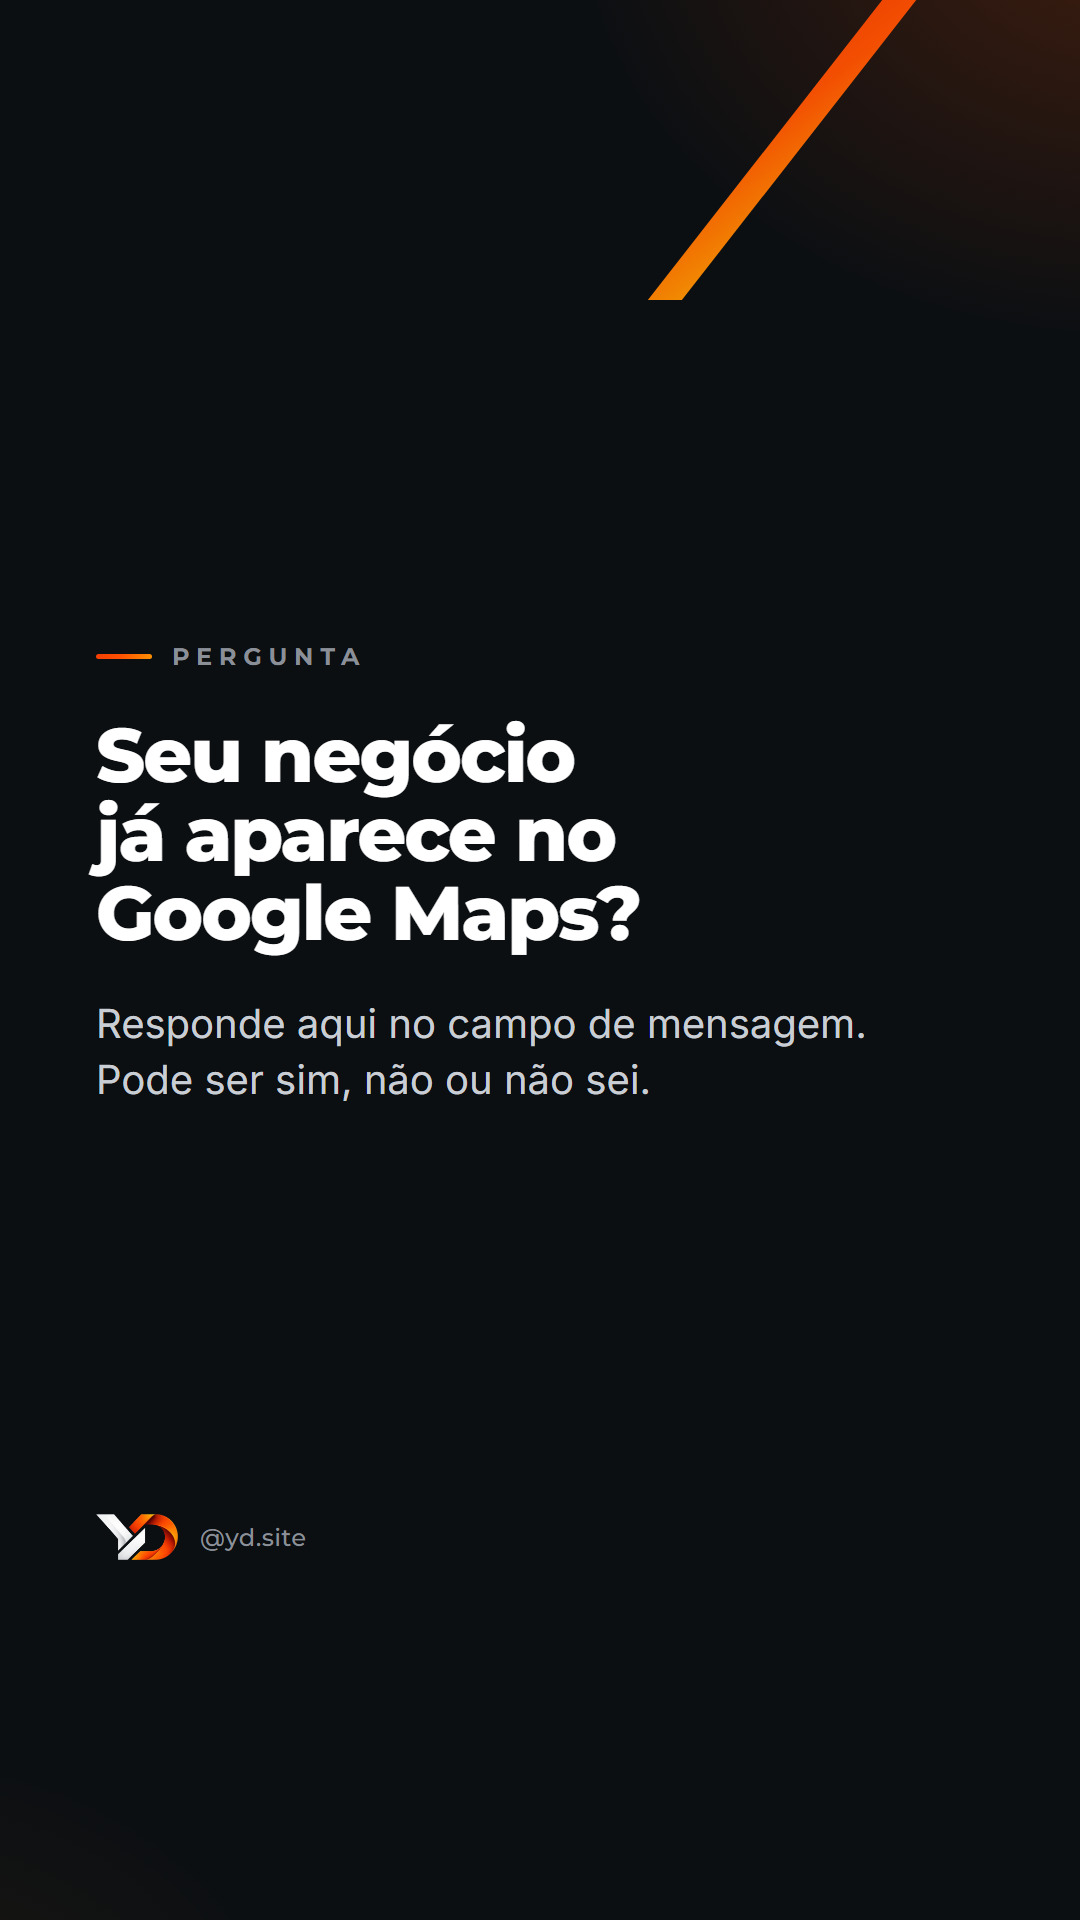 PERGUNTA
Seu negócio
já aparece no
Google Maps?
Responde aqui no campo de mensagem.
Pode ser sim, não ou não sei.
YD @yd.site